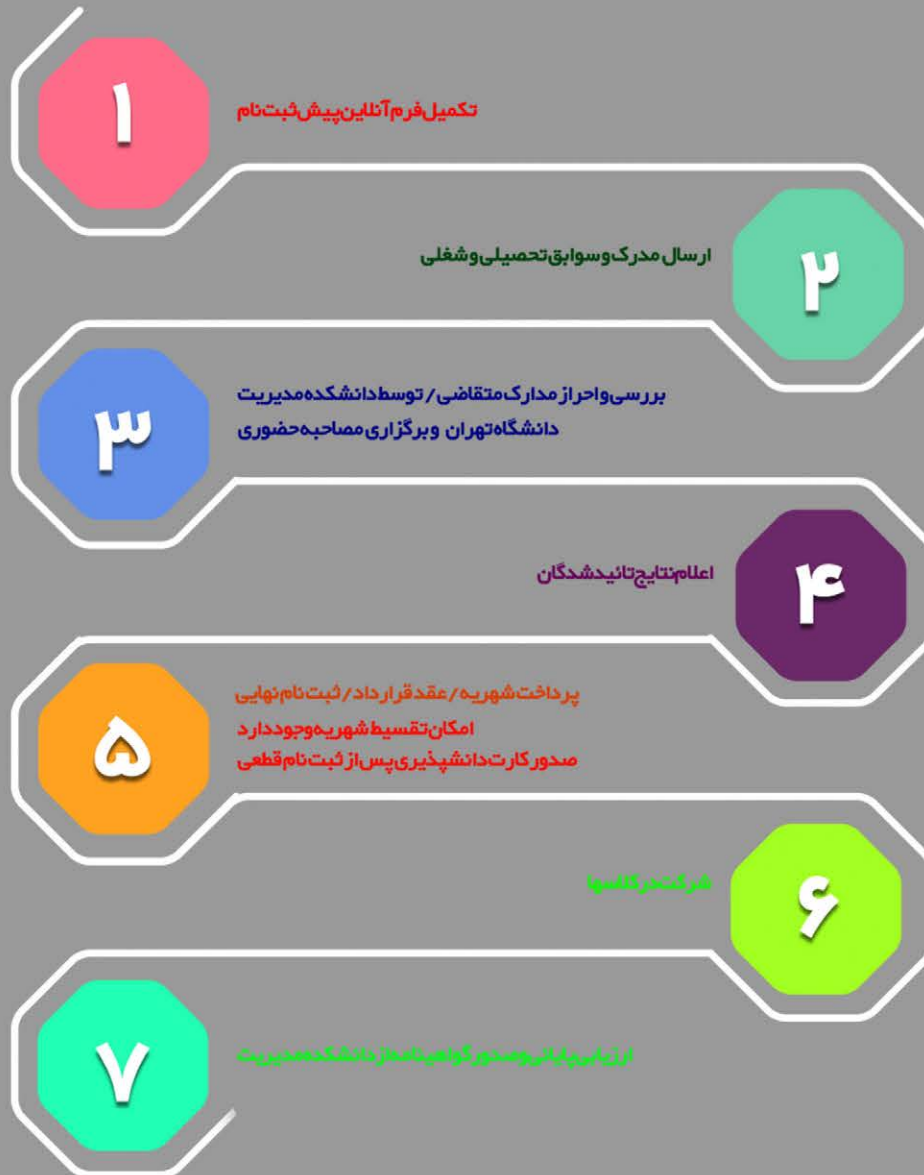 ۱
تکمیل فرم آنلاین پیش ثبت نام
۲
ارسال مدرک و سوابق تحصیلی و شغلی
۳
بررسی و احراز مدارک متقاضی / توسط دانشکده مدیریت
دانشگاه تهران و برگزاری مصاحبه حضوری
۴
اعلام نتایج تائید شدگان
۵
پرداخت شهریه / عقد قرارداد / ثبت نام نهایی
امکان تقسیط شهریه وجود دارد
صدور کارت دانشپذیری پس از ثبت نام قطعی
۶
شرکت در کلاسها
۷
ارزیابی پایانی و صدور گواهینامه از دانشکده مدیریت